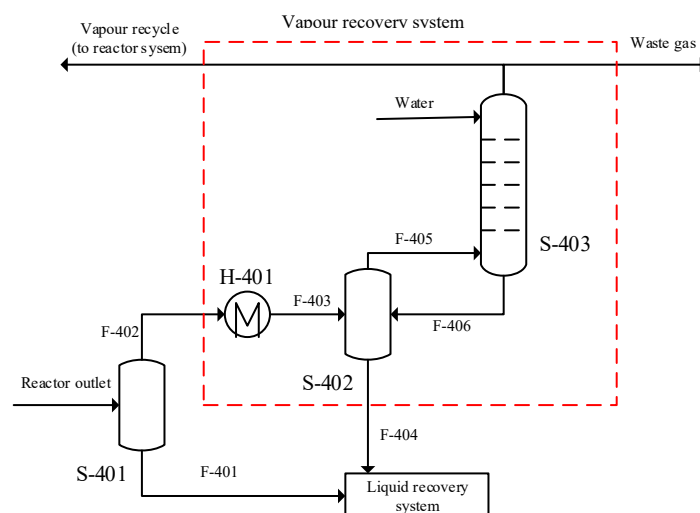 Vapour recovery system
Vapour recycle
(to reactor sysem)
Waste gas
Water
F-405
S-403
H-401
F-403
F-402
F-406
Reactor outlet
S-402
F-404
S-401
F-401
Liquid recovery
system